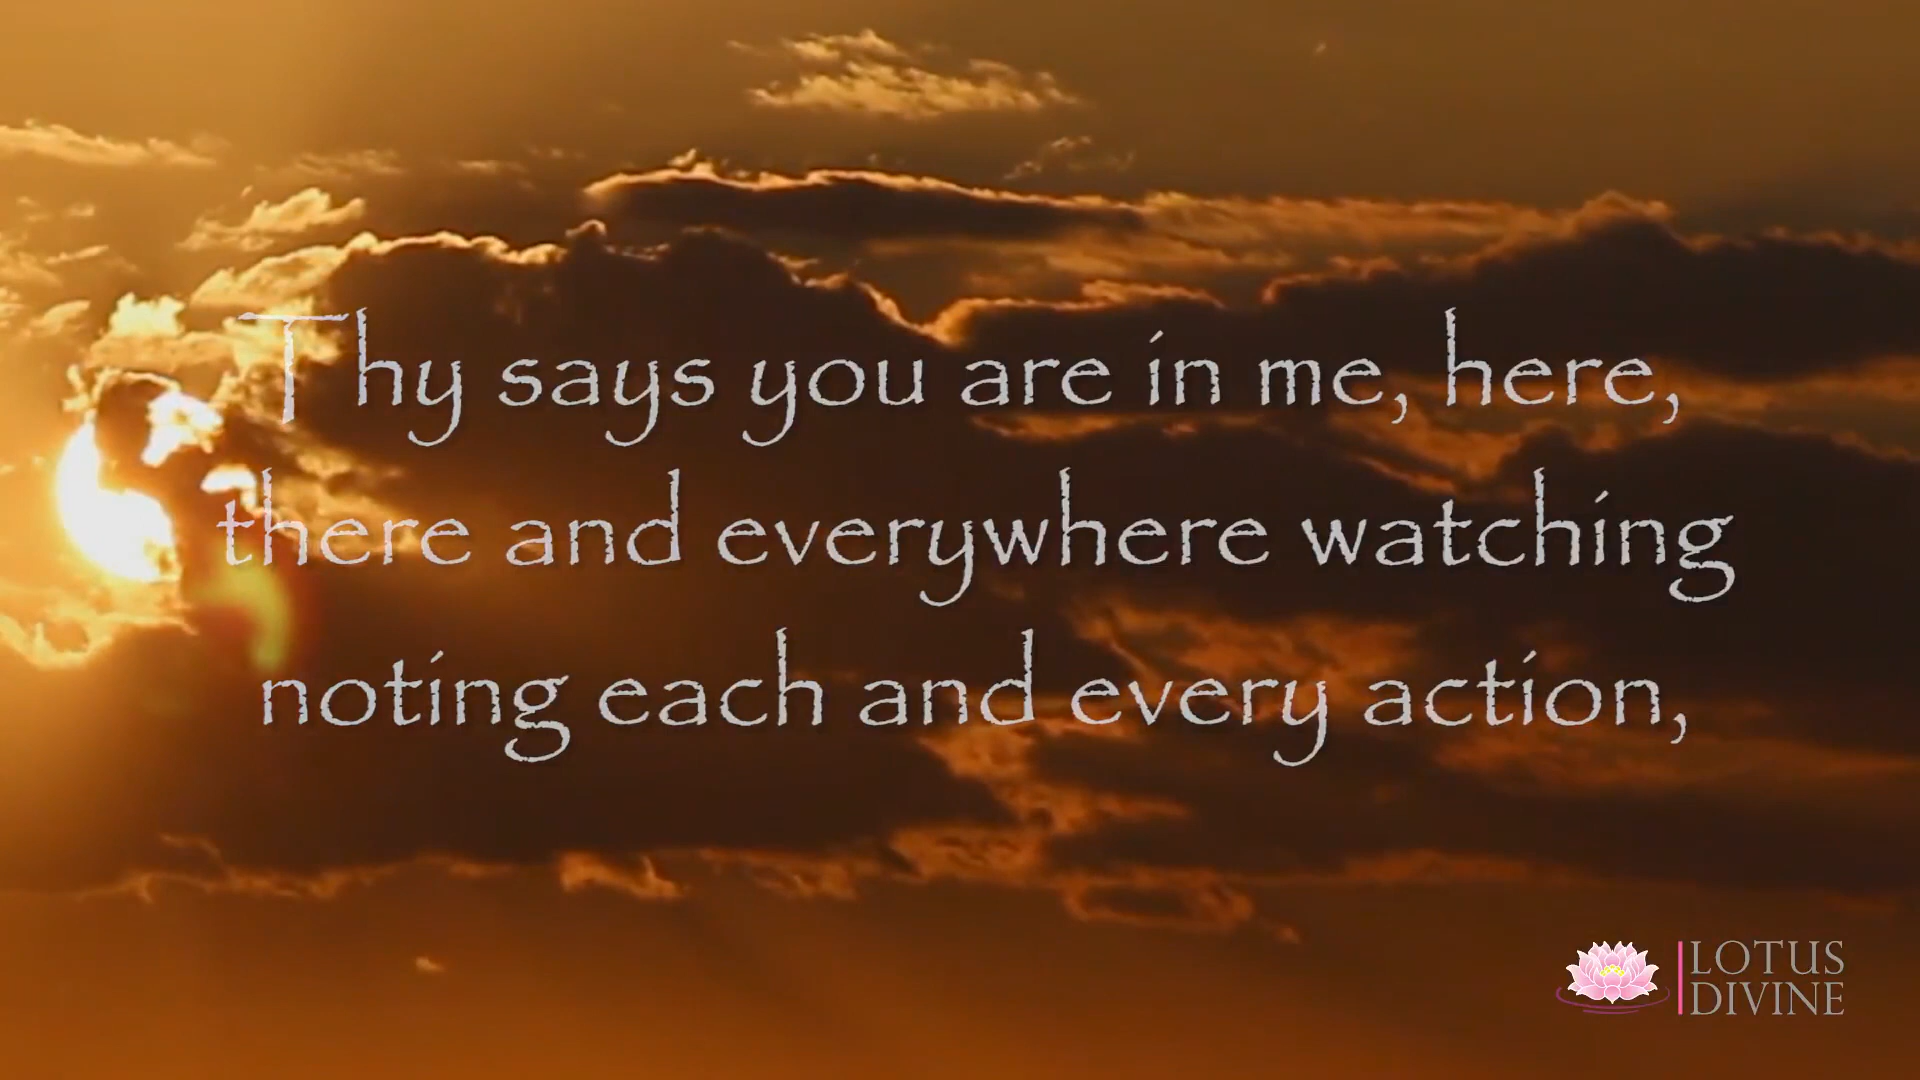 Thy says you are in me, here,
there and everywhere watching
noting each and every action,
LOTUS
DIVINE